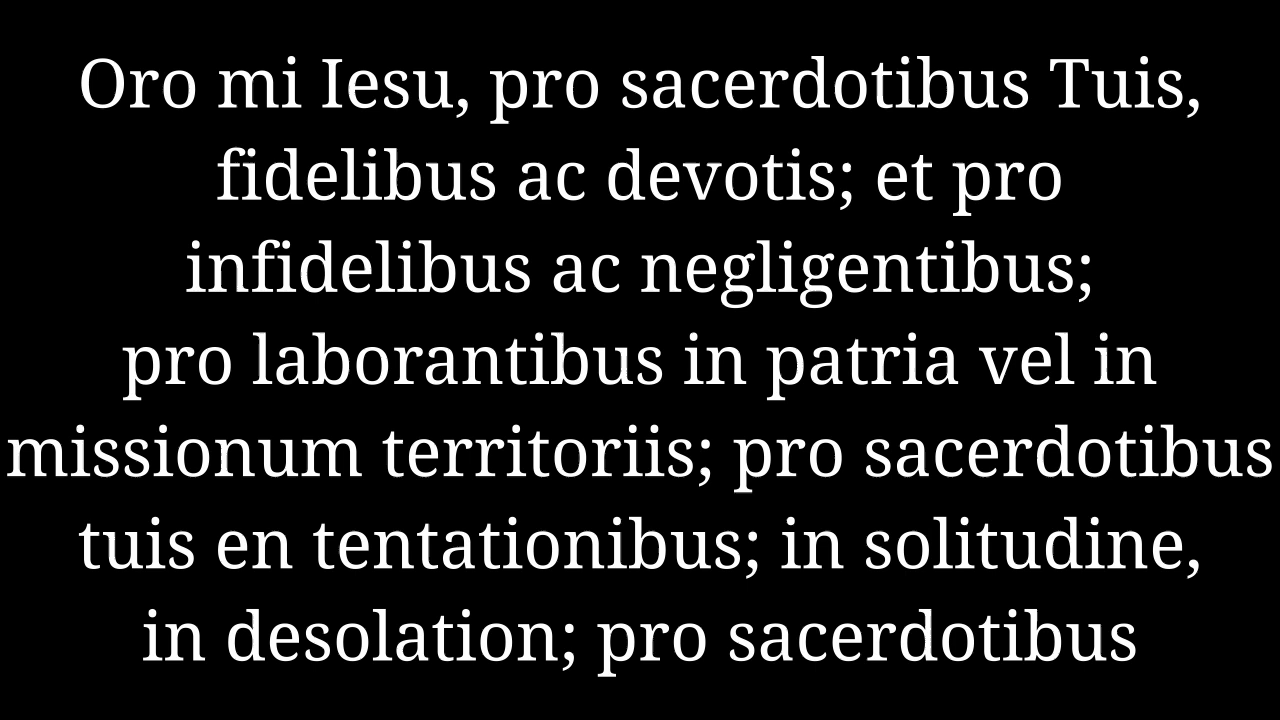 Oro mi Iesu, pro sacerdotibus Tuis,
fidelibus ac devotis; et pro
infidelibus ac negligentibus;
pro laborantibus in patria vel in
missionum territoriis; pro sacerdotibus
tuis en tentationibus; in solitudine,
in desolation; pro sacerdotibus